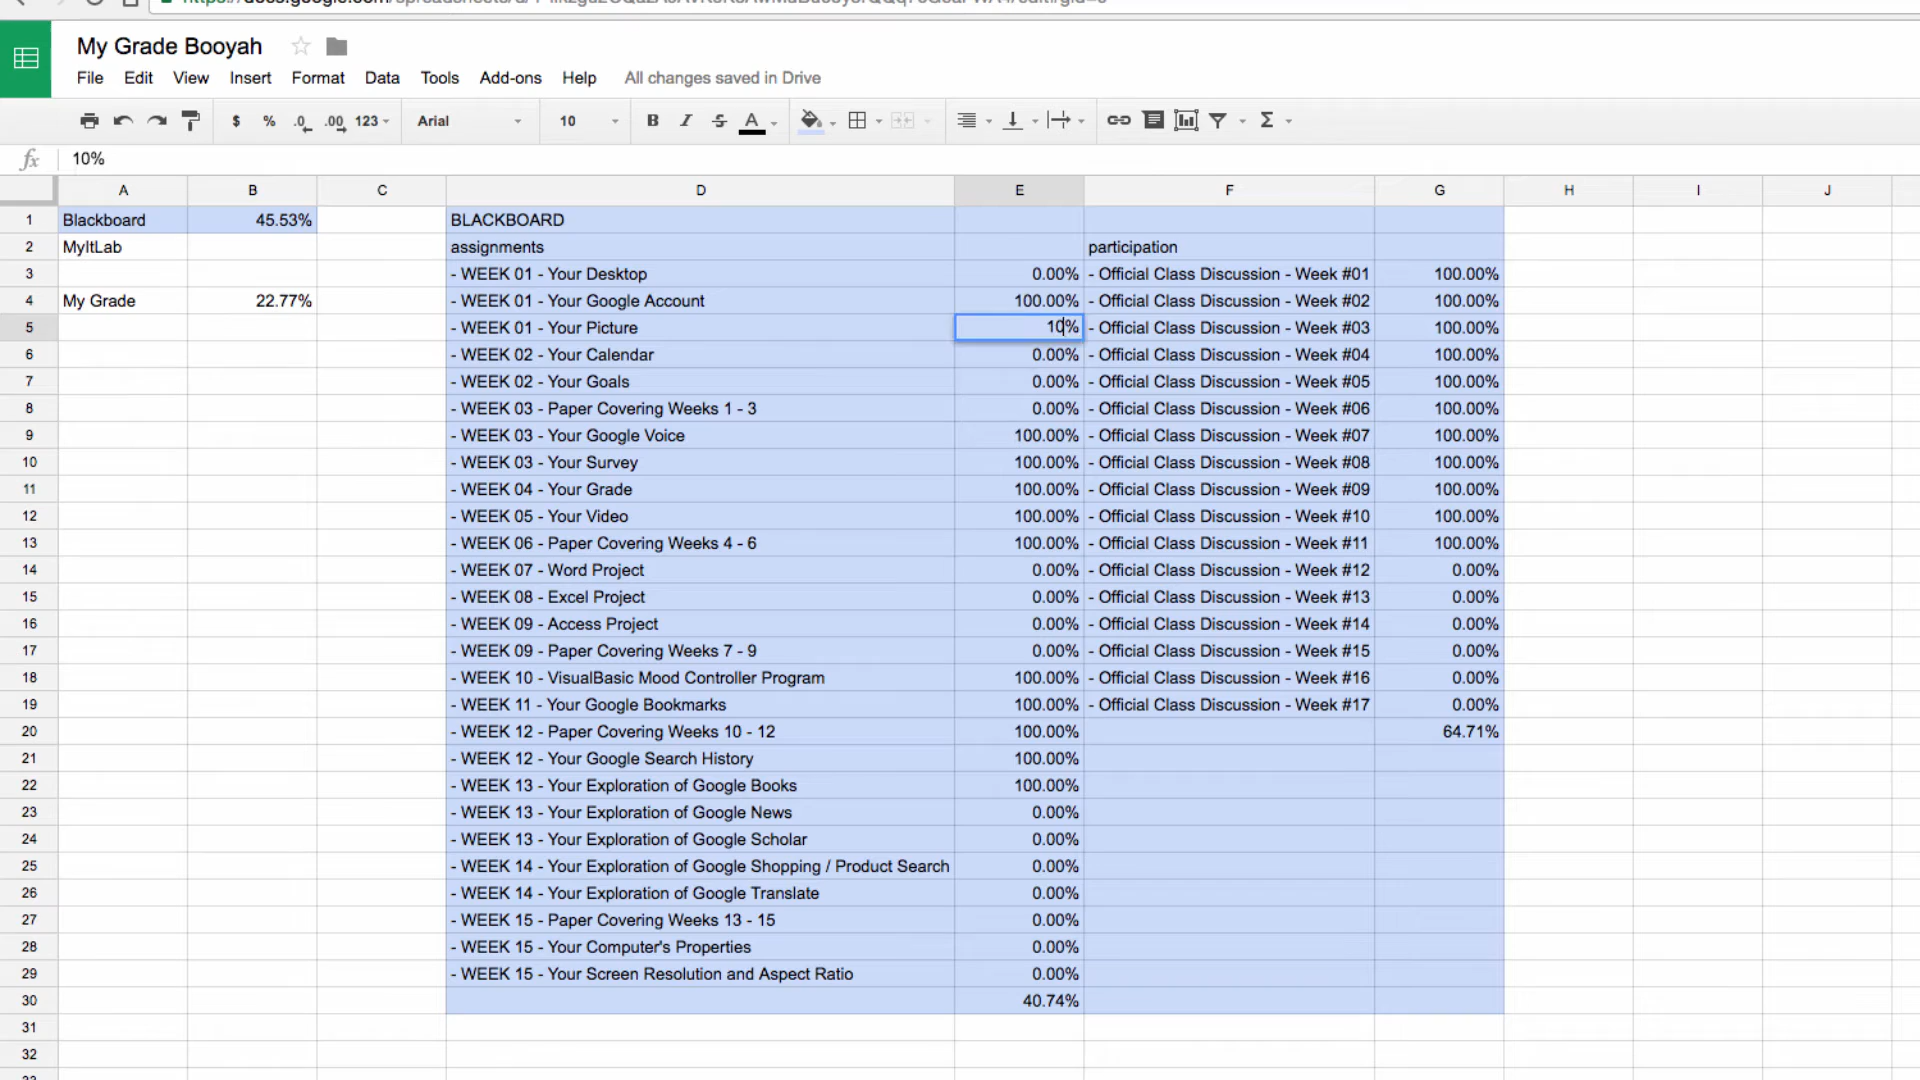 My Grade Booyah
File Edit View Insert Format Data Tools Add-ons Help All changes saved in Drive
$ % .0 .00 123 Arial 10 B I S A Σ
fx 10%
A B C D E F G H I J
1 Blackboard 45.53% BLACKBOARD
2 MyItLab assignments participation
3 - WEEK 01 - Your Desktop 0.00% - Official Class Discussion - Week #01 100.00%
4 My Grade 22.77% - WEEK 01 - Your Google Account 100.00% - Official Class Discussion - Week #02 100.00%
5 - WEEK 01 - Your Picture 10% - Official Class Discussion - Week #03 100.00%
6 - WEEK 02 - Your Calendar 0.00% - Official Class Discussion - Week #04 100.00%
7 - WEEK 02 - Your Goals 0.00% - Official Class Discussion - Week #05 100.00%
8 - WEEK 03 - Paper Covering Weeks 1 - 3 0.00% - Official Class Discussion - Week #06 100.00%
9 - WEEK 03 - Your Google Voice 100.00% - Official Class Discussion - Week #07 100.00%
10 - WEEK 03 - Your Survey 100.00% - Official Class Discussion - Week #08 100.00%
11 - WEEK 04 - Your Grade 100.00% - Official Class Discussion - Week #09 100.00%
12 - WEEK 05 - Your Video 100.00% - Official Class Discussion - Week #10 100.00%
13 - WEEK 06 - Paper Covering Weeks 4 - 6 100.00% - Official Class Discussion - Week #11 100.00%
14 - WEEK 07 - Word Project 0.00% - Official Class Discussion - Week #12 0.00%
15 - WEEK 08 - Excel Project 0.00% - Official Class Discussion - Week #13 0.00%
16 - WEEK 09 - Access Project 0.00% - Official Class Discussion - Week #14 0.00%
17 - WEEK 09 - Paper Covering Weeks 7 - 9 0.00% - Official Class Discussion - Week #15 0.00%
18 - WEEK 10 - VisualBasic Mood Controller Program 100.00% - Official Class Discussion - Week #16 0.00%
19 - WEEK 11 - Your Google Bookmarks 100.00% - Official Class Discussion - Week #17 0.00%
20 - WEEK 12 - Paper Covering Weeks 10 - 12 100.00% 64.71%
21 - WEEK 12 - Your Google Search History 100.00%
22 - WEEK 13 - Your Exploration of Google Books 100.00%
23 - WEEK 13 - Your Exploration of Google News 0.00%
24 - WEEK 13 - Your Exploration of Google Scholar 0.00%
25 - WEEK 14 - Your Exploration of Google Shopping / Product Search 0.00%
26 - WEEK 14 - Your Exploration of Google Translate 0.00%
27 - WEEK 15 - Paper Covering Weeks 13 - 15 0.00%
28 - WEEK 15 - Your Computer's Properties 0.00%
29 - WEEK 15 - Your Screen Resolution and Aspect Ratio 0.00%
30 40.74%
31
32